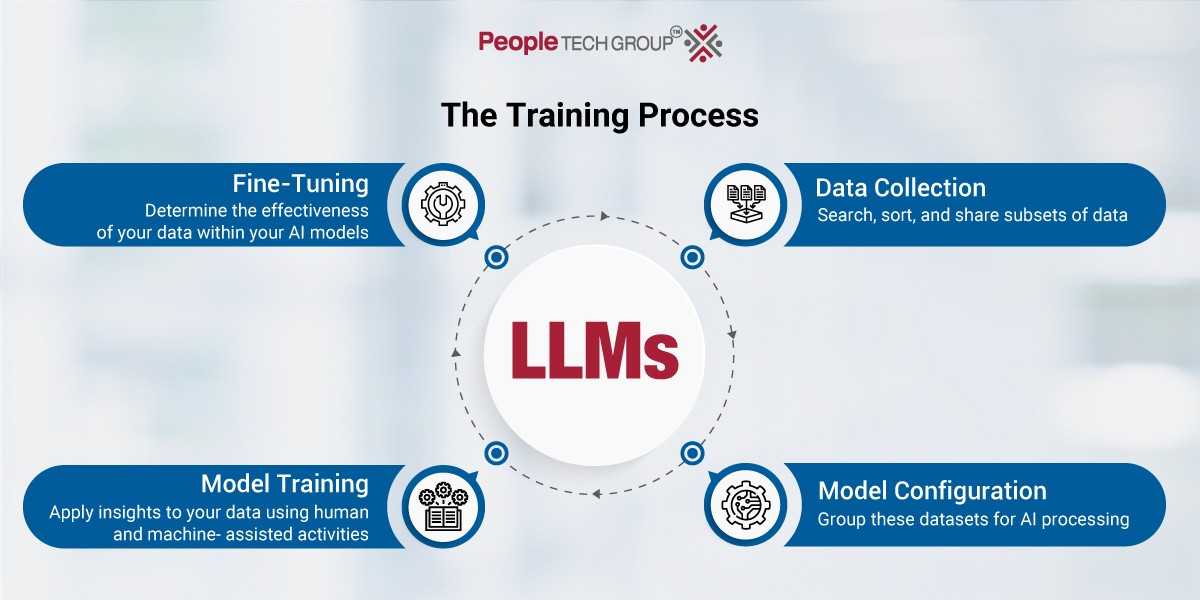 People TECH GROUP TM
The Training Process
Fine-Tuning
Determine the effectiveness
of your data within your AI models
Data Collection
Search, sort, and share subsets of data
LLMs
Model Training
Apply insights to your data using human
and machine- assisted activities
Model Configuration
Group these datasets for AI processing